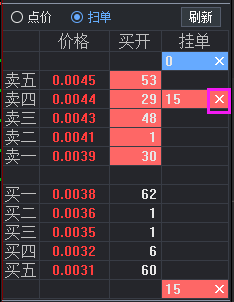 点价 扫单 刷新
价格 买开 挂单
0 ×
卖五 0.0045 53
卖四 0.0044 29 15 ×
卖三 0.0043 48
卖二 0.0041 1
卖一 0.0039 30
买一 0.0038 62
买二 0.0036 1
买三 0.0035 1
买四 0.0032 6
买五 0.0031 60
15 ×